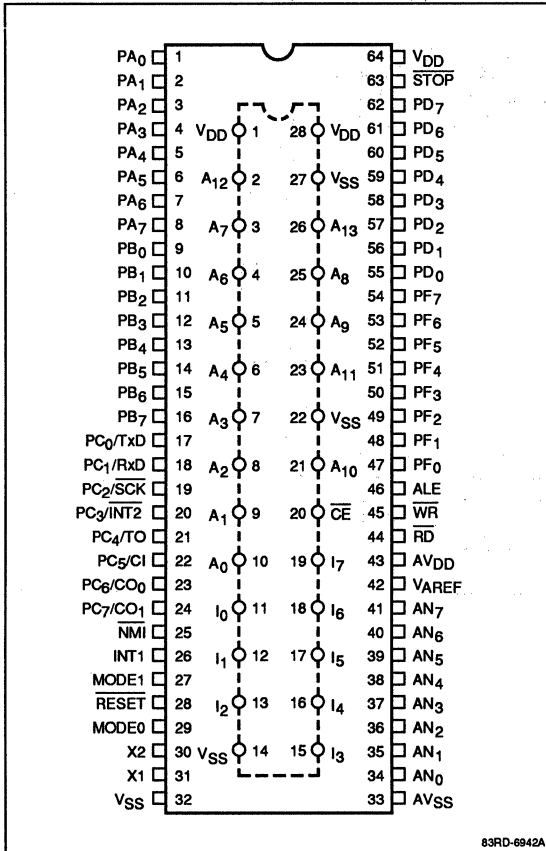 PA0 1 64 VDD
PA1 2 63 S̅T̅O̅P̅
PA2 3 62 PD7
PA3 4 VDD 1 28 VDD 61 PD6
PA4 5 60 PD5
PA5 6 A12 2 27 VSS 59 PD4
PA6 7 58 PD3
PA7 8 A7 3 26 A13 57 PD2
PB0 9 56 PD1
PB1 10 A6 4 25 A8 55 PD0
PB2 11 54 PF7
PB3 12 A5 5 24 A9 53 PF6
PB4 13 52 PF5
PB5 14 A4 6 23 A11 51 PF4
PB6 15 50 PF3
PB7 16 A3 7 22 VSS 49 PF2
PC0/TxD 17 48 PF1
PC1/RxD 18 A2 8 21 A10 47 PF0
PC2/S̅C̅K̅ 19 46 ALE
PC3/I̅N̅T̅2̅ 20 A1 9 20 C̅E̅ 45 W̅R̅
PC4/TO 21 44 R̅D̅
PC5/CI 22 A0 10 19 I7 43 AVDD
PC6/CO0 23 42 VAREF
PC7/CO1 24 I0 11 18 I6 41 AN7
N̅M̅I̅ 25 40 AN6
INT1 26 I1 12 17 I5 39 AN5
MODE1 27 38 AN4
R̅E̅S̅E̅T̅ 28 I2 13 16 I4 37 AN3
MODE0 29 36 AN2
X2 30 VSS 14 15 I3 35 AN1
X1 31 34 AN0
VSS 32 33 AVSS
83RD-6942A